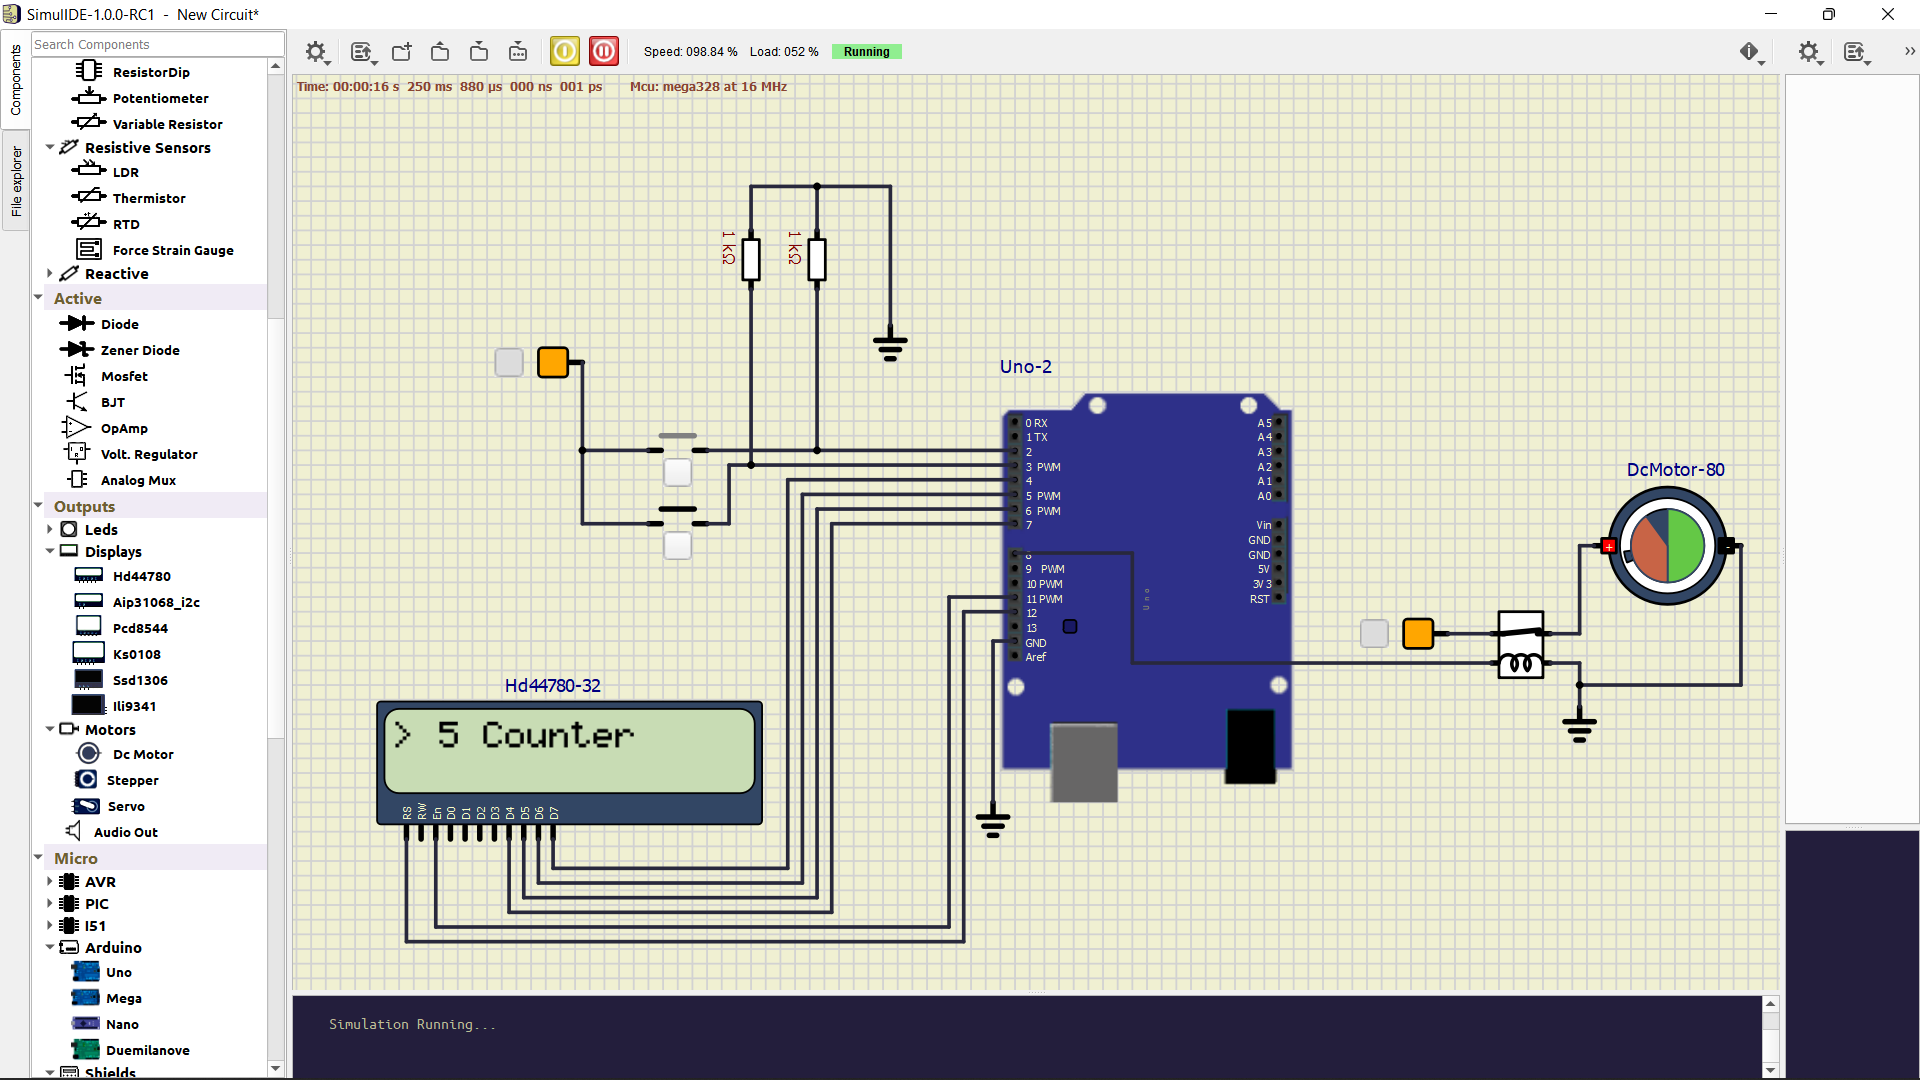 SimulIDE-1.0.0-RC1 - New Circuit*
Components
File explorer
Search Components
ResistorDip
Potentiometer
Variable Resistor
Resistive Sensors
LDR
Thermistor
RTD
Force Strain Gauge
Reactive
Active
Diode
Zener Diode
Mosfet
BJT
OpAmp
Volt. Regulator
Analog Mux
Outputs
Leds
Displays
Hd44780
Aip31068_i2c
Pcd8544
Ks0108
Ssd1306
Ili9341
Motors
Dc Motor
Stepper
Servo
Audio Out
Micro
AVR
PIC
I51
Arduino
Uno
Mega
Nano
Duemilanove
Shields
Speed: 098.84 % Load: 052 % Running
Time: 00:00:16 s 250 ms 880 µs 000 ns 001 ps Mcu: mega328 at 16 MHz
1 kΩ
1 kΩ
Uno-2
0 RX
1 TX
2
3 PWM
4
5 PWM
6 PWM
7
8
9 PWM
10 PWM
11 PWM
12
13
GND
Aref
A5
A4
A3
A2
A1
A0
Vin
GND
GND
5V
3V3
RST
Uno
DcMotor-80
+
Hd44780-32
> 5 Counter
RS RW En D0 D1 D2 D3 D4 D5 D6 D7
Simulation Running...